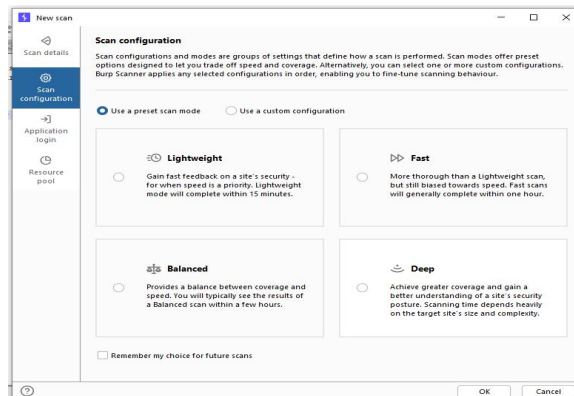 New scan
Scan details
Scan
configuration
Application
login
Resource
pool
Scan configuration
Scan configurations and modes are groups of settings that define how a scan is performed. Scan modes offer preset
options designed to let you trade off speed and coverage. Alternatively, you can select one or more custom configurations.
Burp Scanner applies any selected configurations in order, enabling you to fine-tune scanning behaviour.
Use a preset scan mode
Use a custom configuration
Lightweight
Gain fast feedback on a site's security -
for when speed is a priority. Lightweight
mode will complete within 15 minutes.
Fast
More thorough than a Lightweight scan,
but still biased towards speed. Fast scans
will generally complete within one hour.
Balanced
Provides a balance between coverage and
speed. You will typically see the results of
a Balanced scan within a few hours.
Deep
Achieve greater coverage and gain a
better understanding of a site's security
posture. Scanning time depends heavily
on the target site's size and complexity.
Remember my choice for future scans
?
OK
Cancel